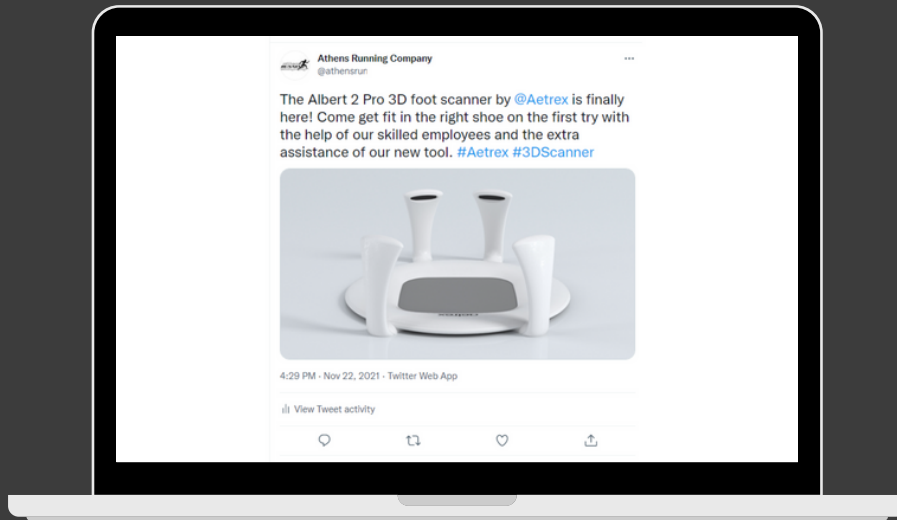 Athens Running Company
@athensrun
The Albert 2 Pro 3D foot scanner by @Aetrex is finally
here! Come get fit in the right shoe on the first try with
the help of our skilled employees and the extra
assistance of our new tool. #Aetrex #3DScanner
4:29 PM · Nov 22, 2021 · Twitter Web App
View Tweet activity